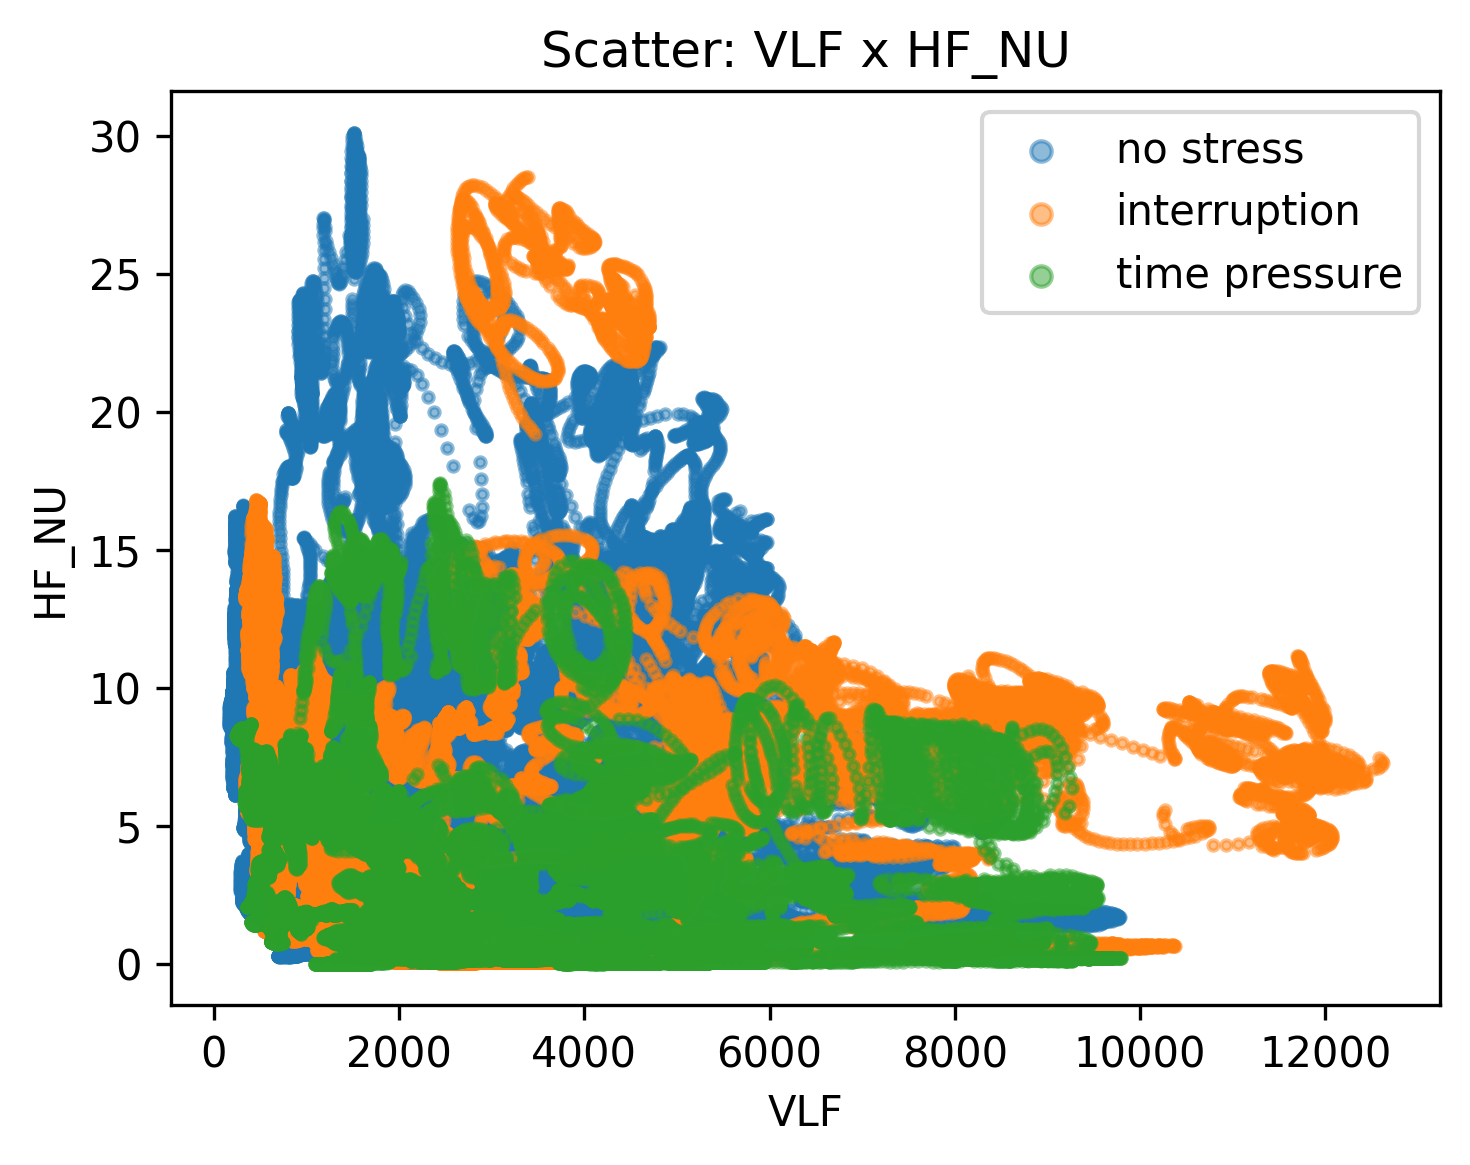 Scatter: VLF x HF_NU
no stress
interruption
time pressure
30
25
20
15
10
5
0
HF_NU
0 2000 4000 6000 8000 10000 12000
VLF